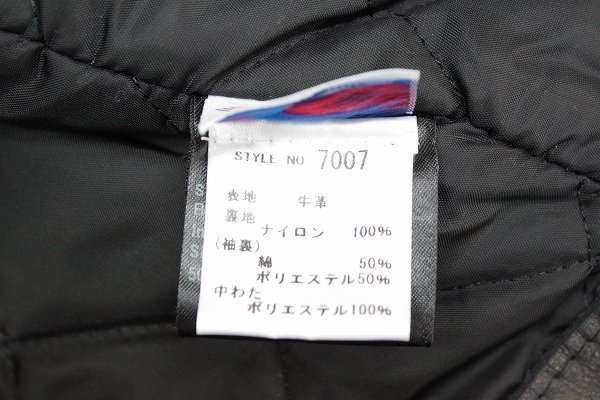 STYLE NO 7007
表地 牛革
裏地
ナイロン 100%
(袖裏)
綿 50%
ポリエステル50%
中わた
ポリエステル100%